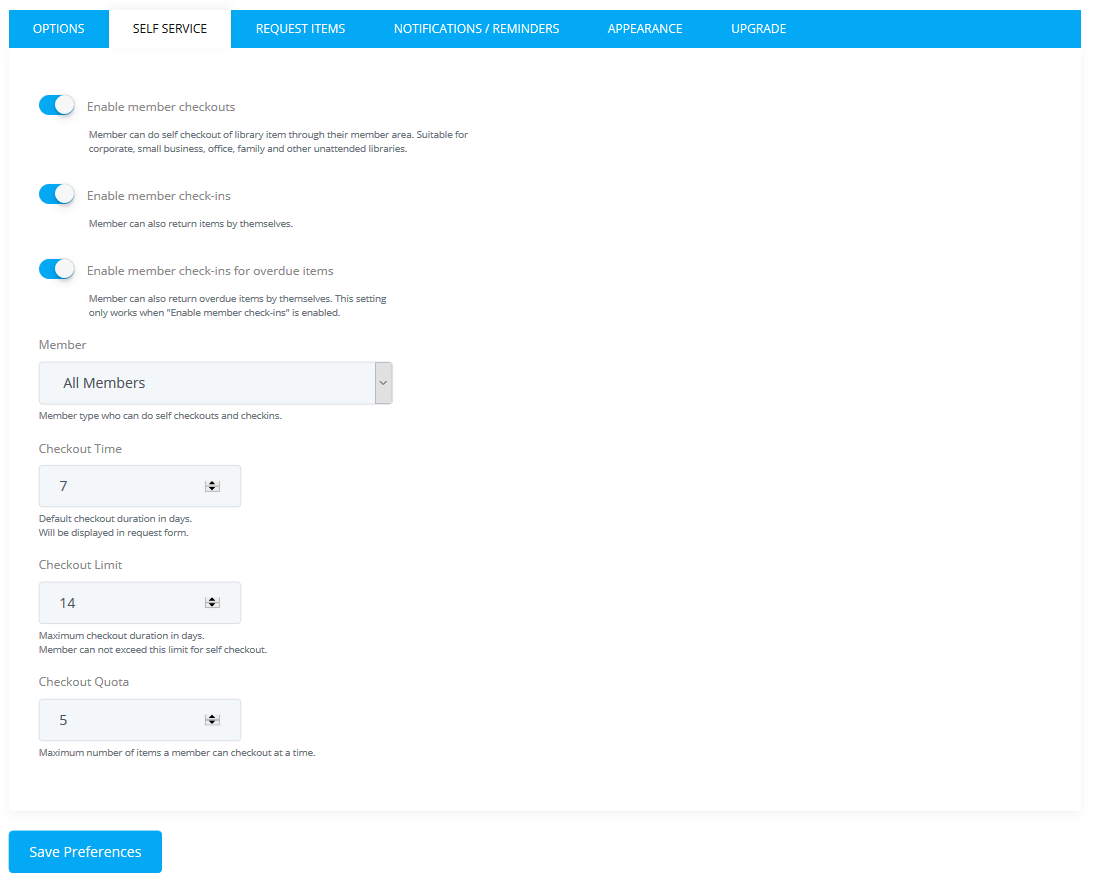 OPTIONS SELF SERVICE REQUEST ITEMS NOTIFICATIONS / REMINDERS APPEARANCE UPGRADE
Enable member checkouts
Member can do self checkout of library item through their member area. Suitable for
corporate, small business, office, family and other unattended libraries.
Enable member check-ins
Member can also return items by themselves.
Enable member check-ins for overdue items
Member can also return overdue items by themselves. This setting
only works when "Enable member check-ins" is enabled.
Member
All Members
Member type who can do self checkouts and checkins.
Checkout Time
7
Default checkout duration in days.
Will be displayed in request form.
Checkout Limit
14
Maximum checkout duration in days.
Member can not exceed this limit for self checkout.
Checkout Quota
5
Maximum number of items a member can checkout at a time.
Save Preferences